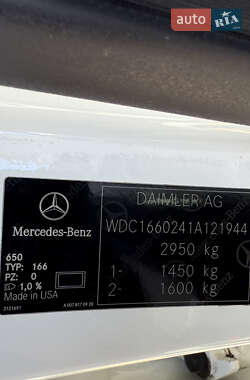 AUTO.RIA.com
DAIMLER AG
WDC1660241A121944
2950 kg
1- 1450 kg
2- 1600 kg
Mercedes-Benz
650
TYP: 166
PZ: 0
1,0 %
Made in USA